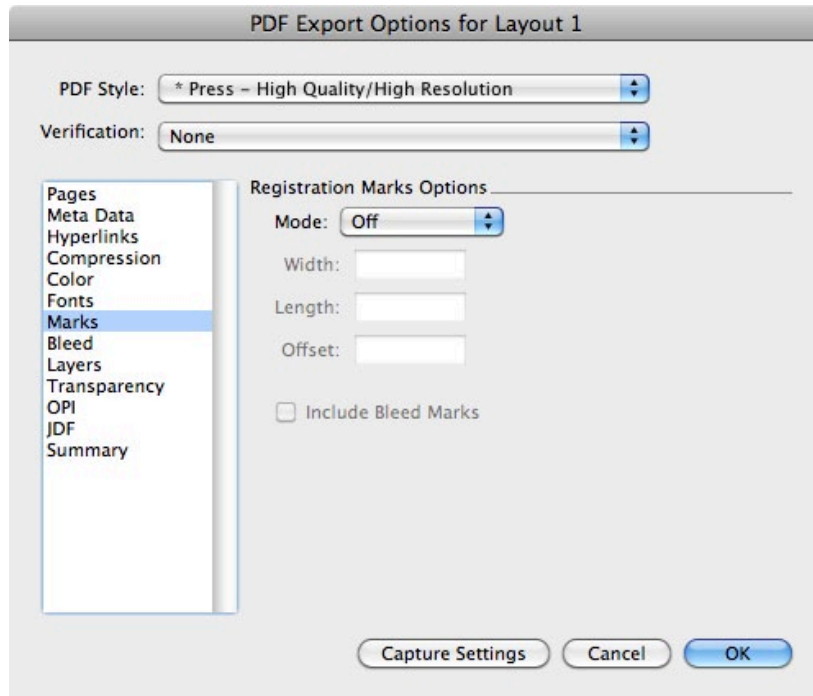 PDF Export Options for Layout 1
PDF Style: * Press – High Quality/High Resolution
Verification: None
Pages
Meta Data
Hyperlinks
Compression
Color
Fonts
Marks
Bleed
Layers
Transparency
OPI
JDF
Summary
Registration Marks Options
Mode: Off
Width:
Length:
Offset:
Include Bleed Marks
Capture Settings Cancel OK